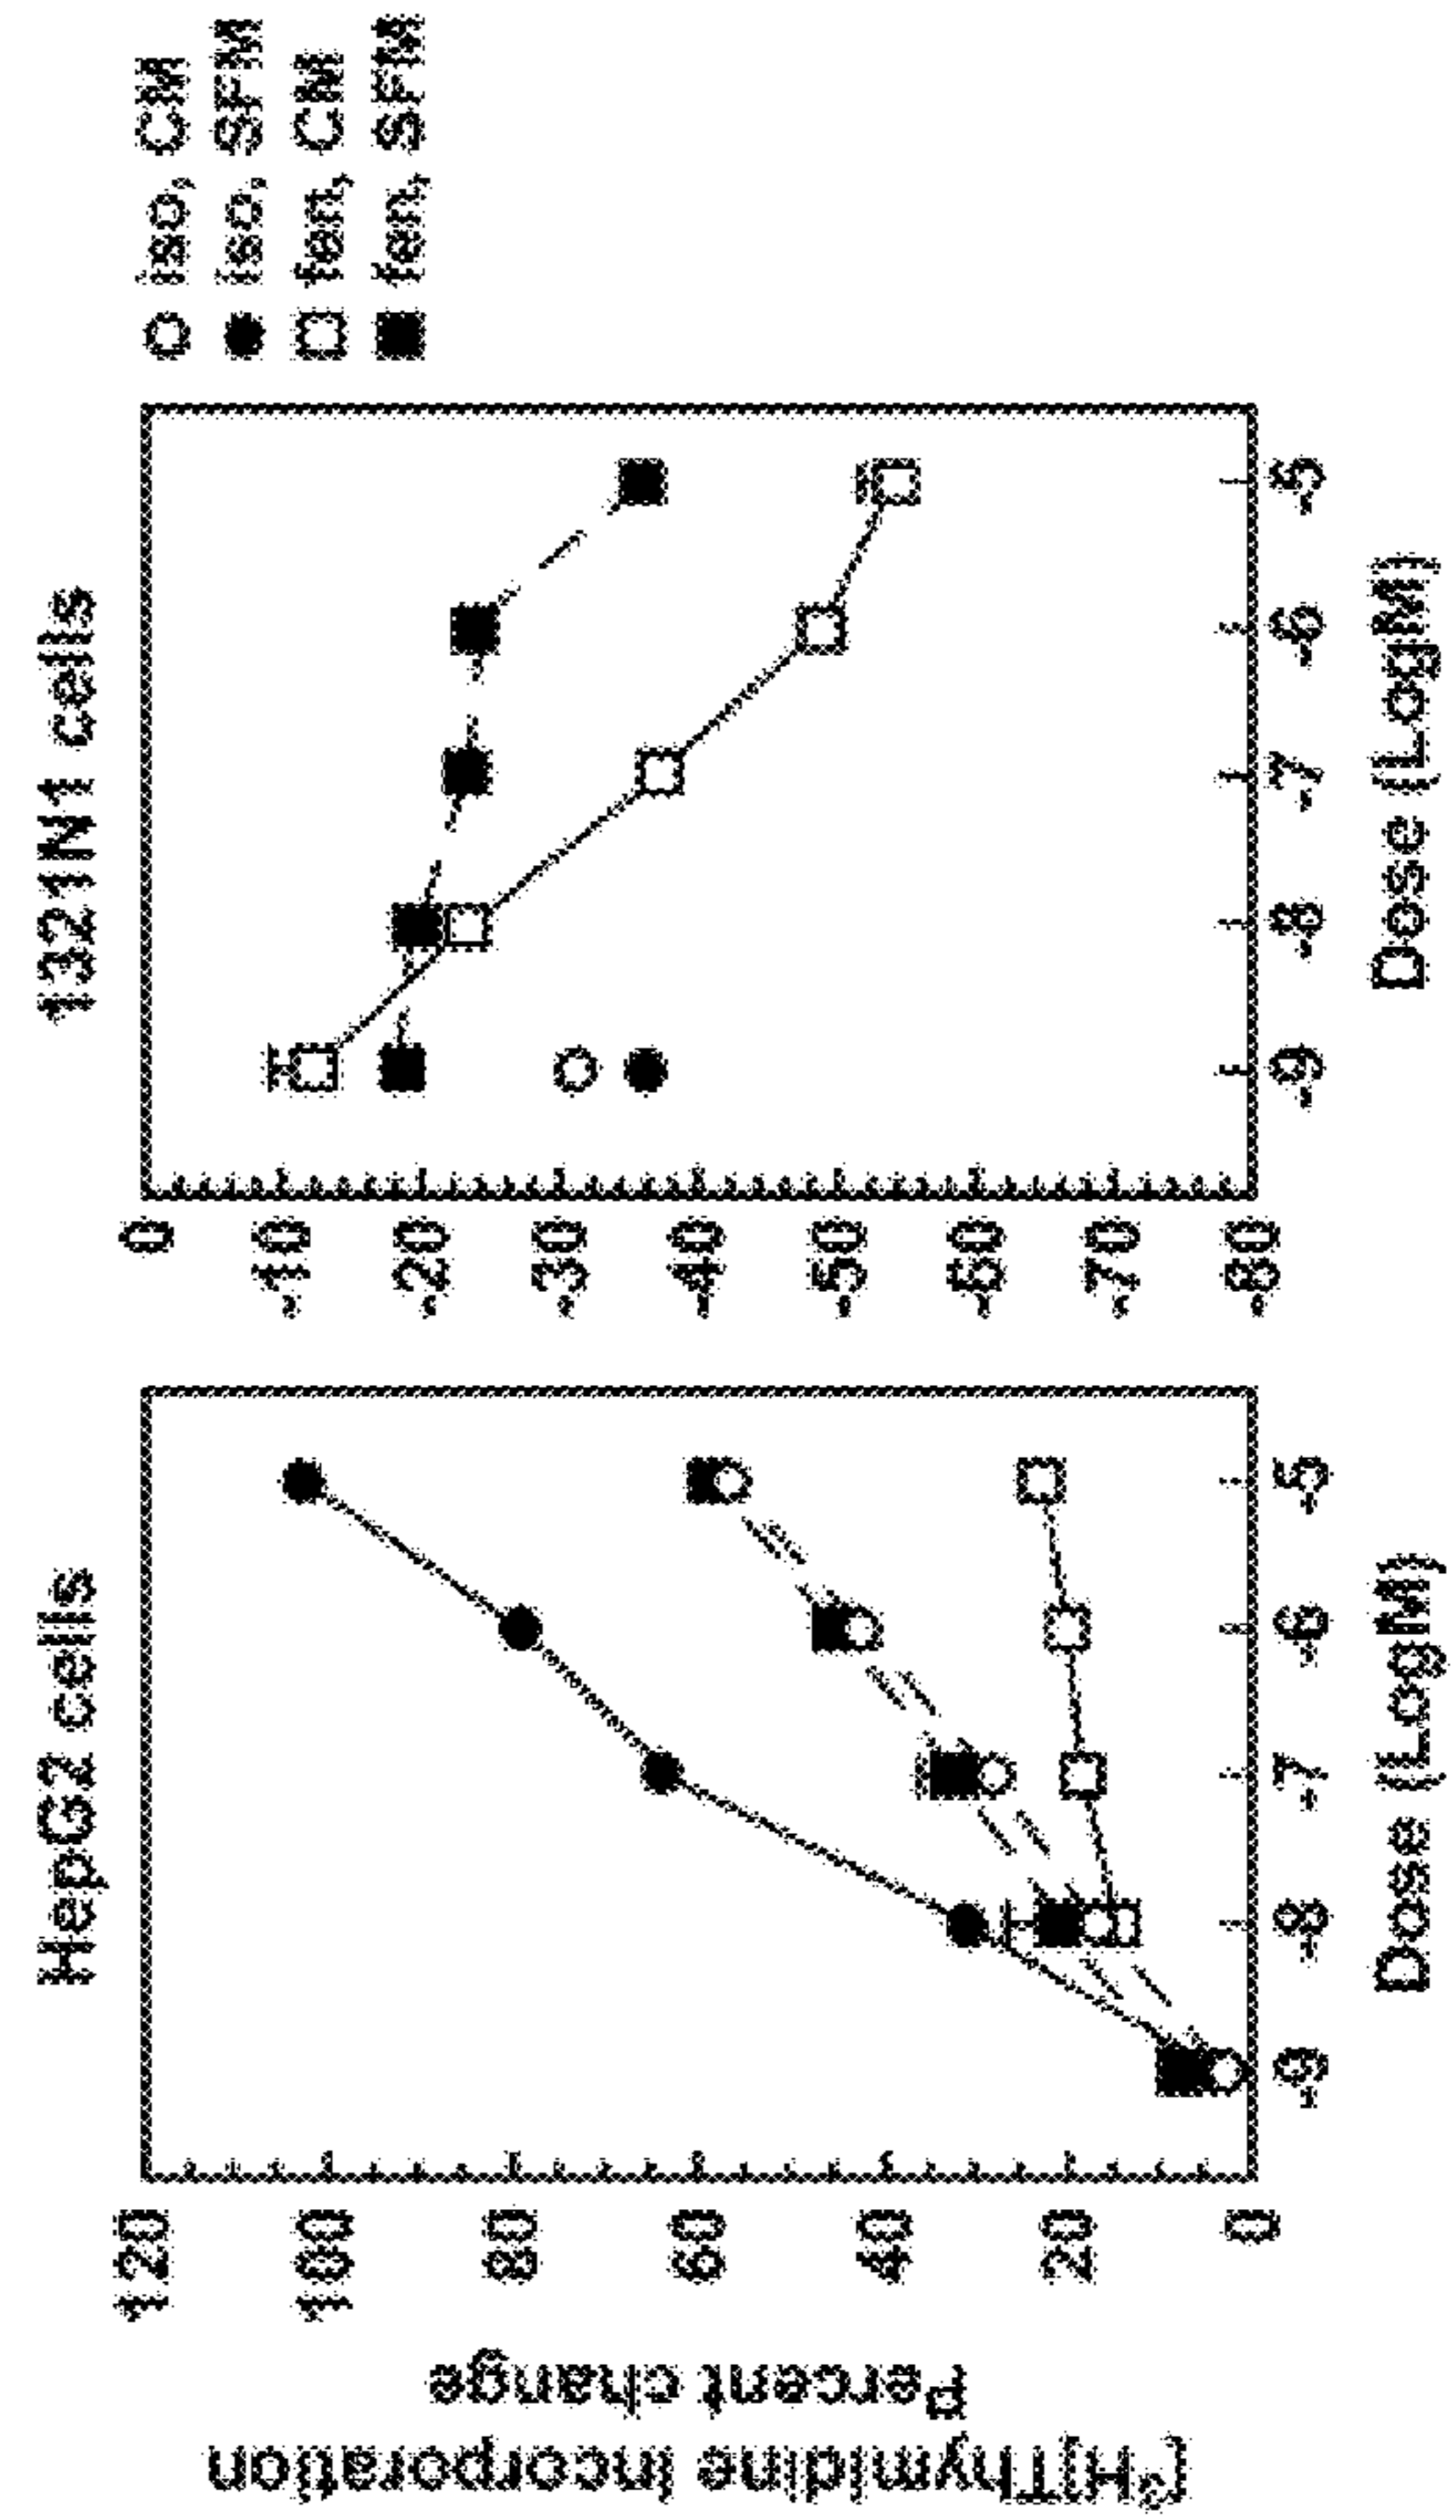 [3H]Thymidine incorporation
Percent change
HepG2 cells
120
100
80
60
40
20
0
-9 -8 -7 -6 -5
Dose (LogM)
1321N1 cells
0
-10
-20
-30
-40
-50
-60
-70
-80
-9 -8 -7 -6 -5
Dose (LogM)
iso, CM
iso, SFM
fen, CM
fen, SFM